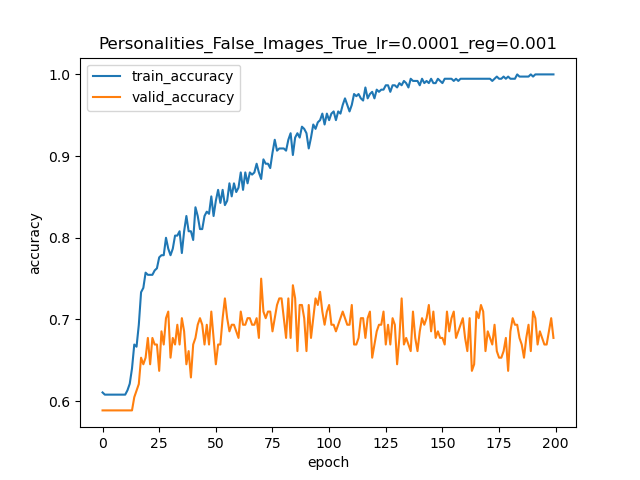 Personalities_False_Images_True_lr=0.0001_reg=0.001
train_accuracy
valid_accuracy
1.0
0.9
0.8
0.7
0.6
accuracy
0
25
50
75
100
125
150
175
200
epoch